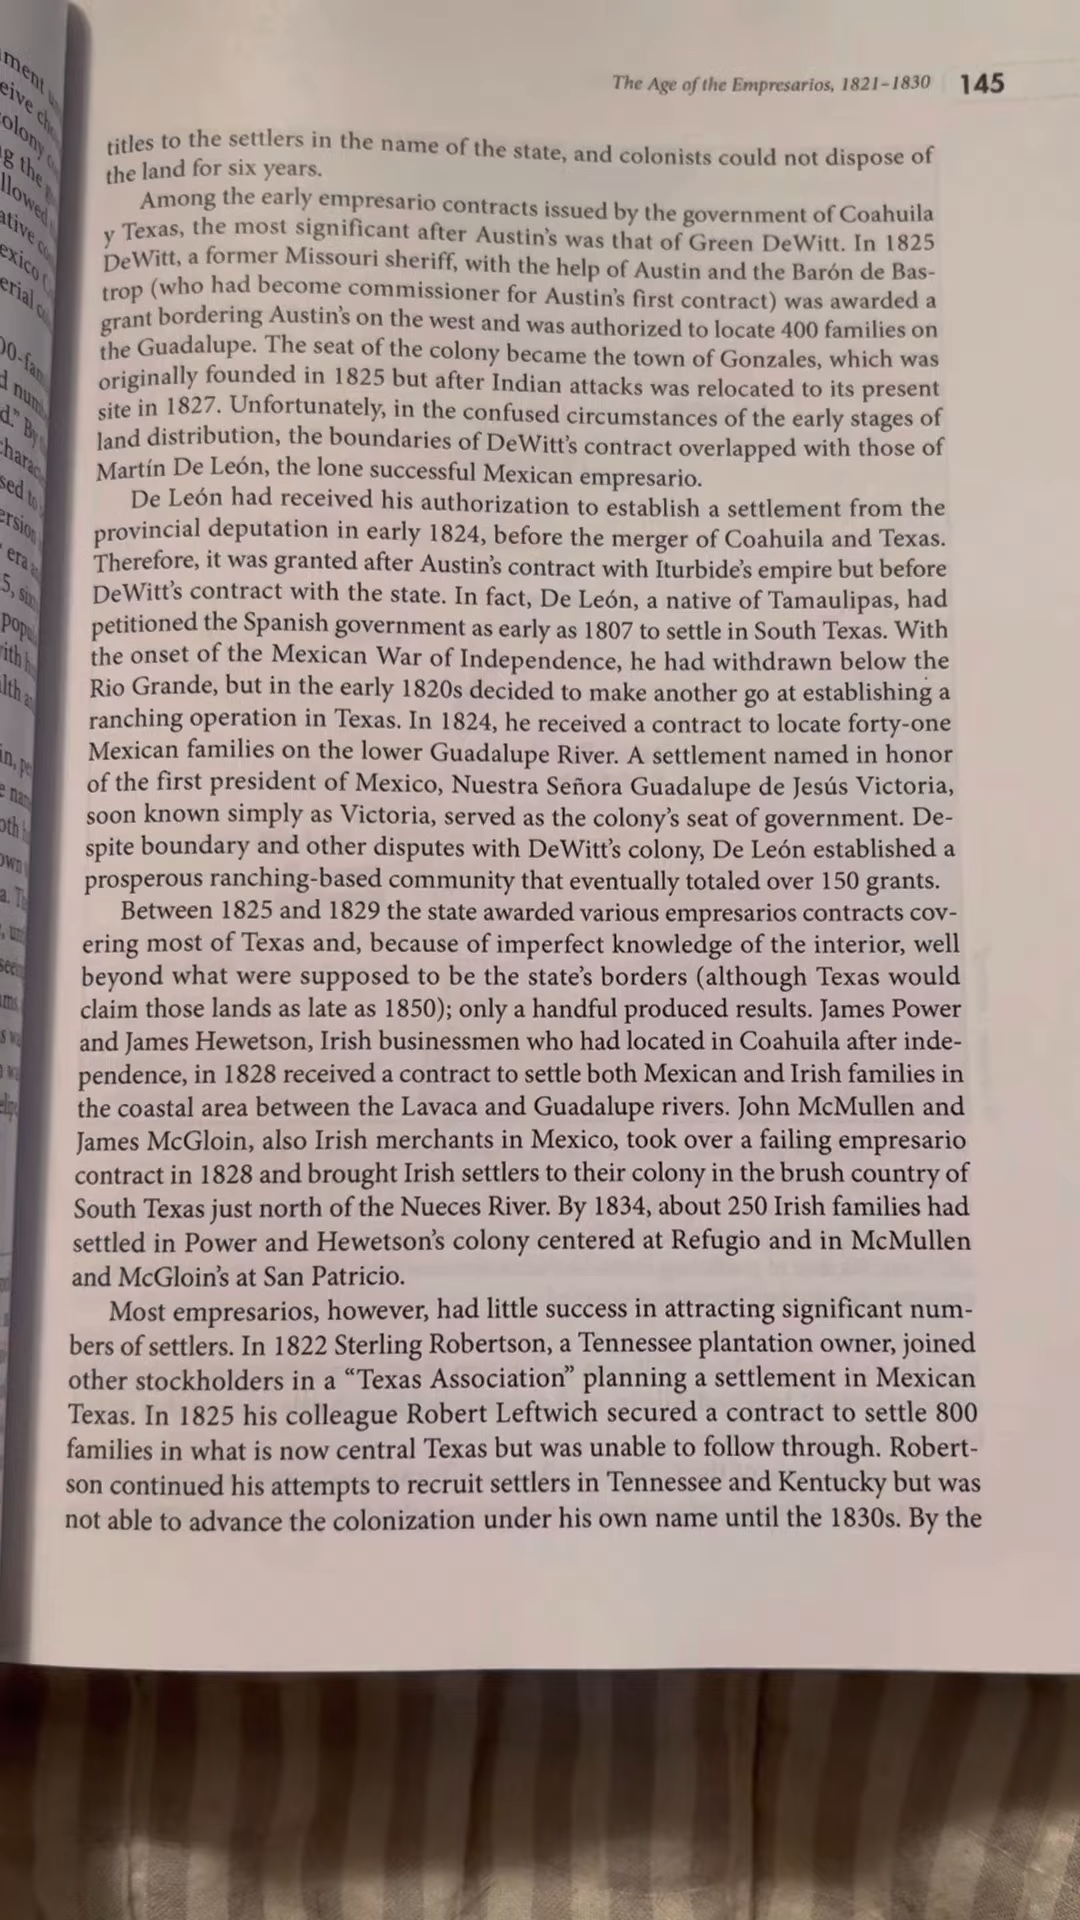 The Age of the Empresarios, 1821–1830 145
titles to the settlers in the name of the state, and colonists could not dispose of
the land for six years.
Among the early empresario contracts issued by the government of Coahuila
y Texas, the most significant after Austin's was that of Green DeWitt. In 1825
DeWitt, a former Missouri sheriff, with the help of Austin and the Barón de Bas-
trop (who had become commissioner for Austin's first contract) was awarded a
grant bordering Austin's on the west and was authorized to locate 400 families on
the Guadalupe. The seat of the colony became the town of Gonzales, which was
originally founded in 1825 but after Indian attacks was relocated to its present
site in 1827. Unfortunately, in the confused circumstances of the early stages of
land distribution, the boundaries of DeWitt's contract overlapped with those of
Martín De León, the lone successful Mexican empresario.
De León had received his authorization to establish a settlement from the
provincial deputation in early 1824, before the merger of Coahuila and Texas.
Therefore, it was granted after Austin's contract with Iturbide's empire but before
DeWitt's contract with the state. In fact, De León, a native of Tamaulipas, had
petitioned the Spanish government as early as 1807 to settle in South Texas. With
the onset of the Mexican War of Independence, he had withdrawn below the
Rio Grande, but in the early 1820s decided to make another go at establishing a
ranching operation in Texas. In 1824, he received a contract to locate forty-one
Mexican families on the lower Guadalupe River. A settlement named in honor
of the first president of Mexico, Nuestra Señora Guadalupe de Jesús Victoria,
soon known simply as Victoria, served as the colony's seat of government. De-
spite boundary and other disputes with DeWitt's colony, De León established a
prosperous ranching-based community that eventually totaled over 150 grants.
Between 1825 and 1829 the state awarded various empresarios contracts cov-
ering most of Texas and, because of imperfect knowledge of the interior, well
beyond what were supposed to be the state's borders (although Texas would
claim those lands as late as 1850); only a handful produced results. James Power
and James Hewetson, Irish businessmen who had located in Coahuila after inde-
pendence, in 1828 received a contract to settle both Mexican and Irish families in
the coastal area between the Lavaca and Guadalupe rivers. John McMullen and
James McGloin, also Irish merchants in Mexico, took over a failing empresario
contract in 1828 and brought Irish settlers to their colony in the brush country of
South Texas just north of the Nueces River. By 1834, about 250 Irish families had
settled in Power and Hewetson's colony centered at Refugio and in McMullen
and McGloin's at San Patricio.
Most empresarios, however, had little success in attracting significant num-
bers of settlers. In 1822 Sterling Robertson, a Tennessee plantation owner, joined
other stockholders in a "Texas Association" planning a settlement in Mexican
Texas. In 1825 his colleague Robert Leftwich secured a contract to settle 800
families in what is now central Texas but was unable to follow through. Robert-
son continued his attempts to recruit settlers in Tennessee and Kentucky but was
not able to advance the colonization under his own name until the 1830s. By the